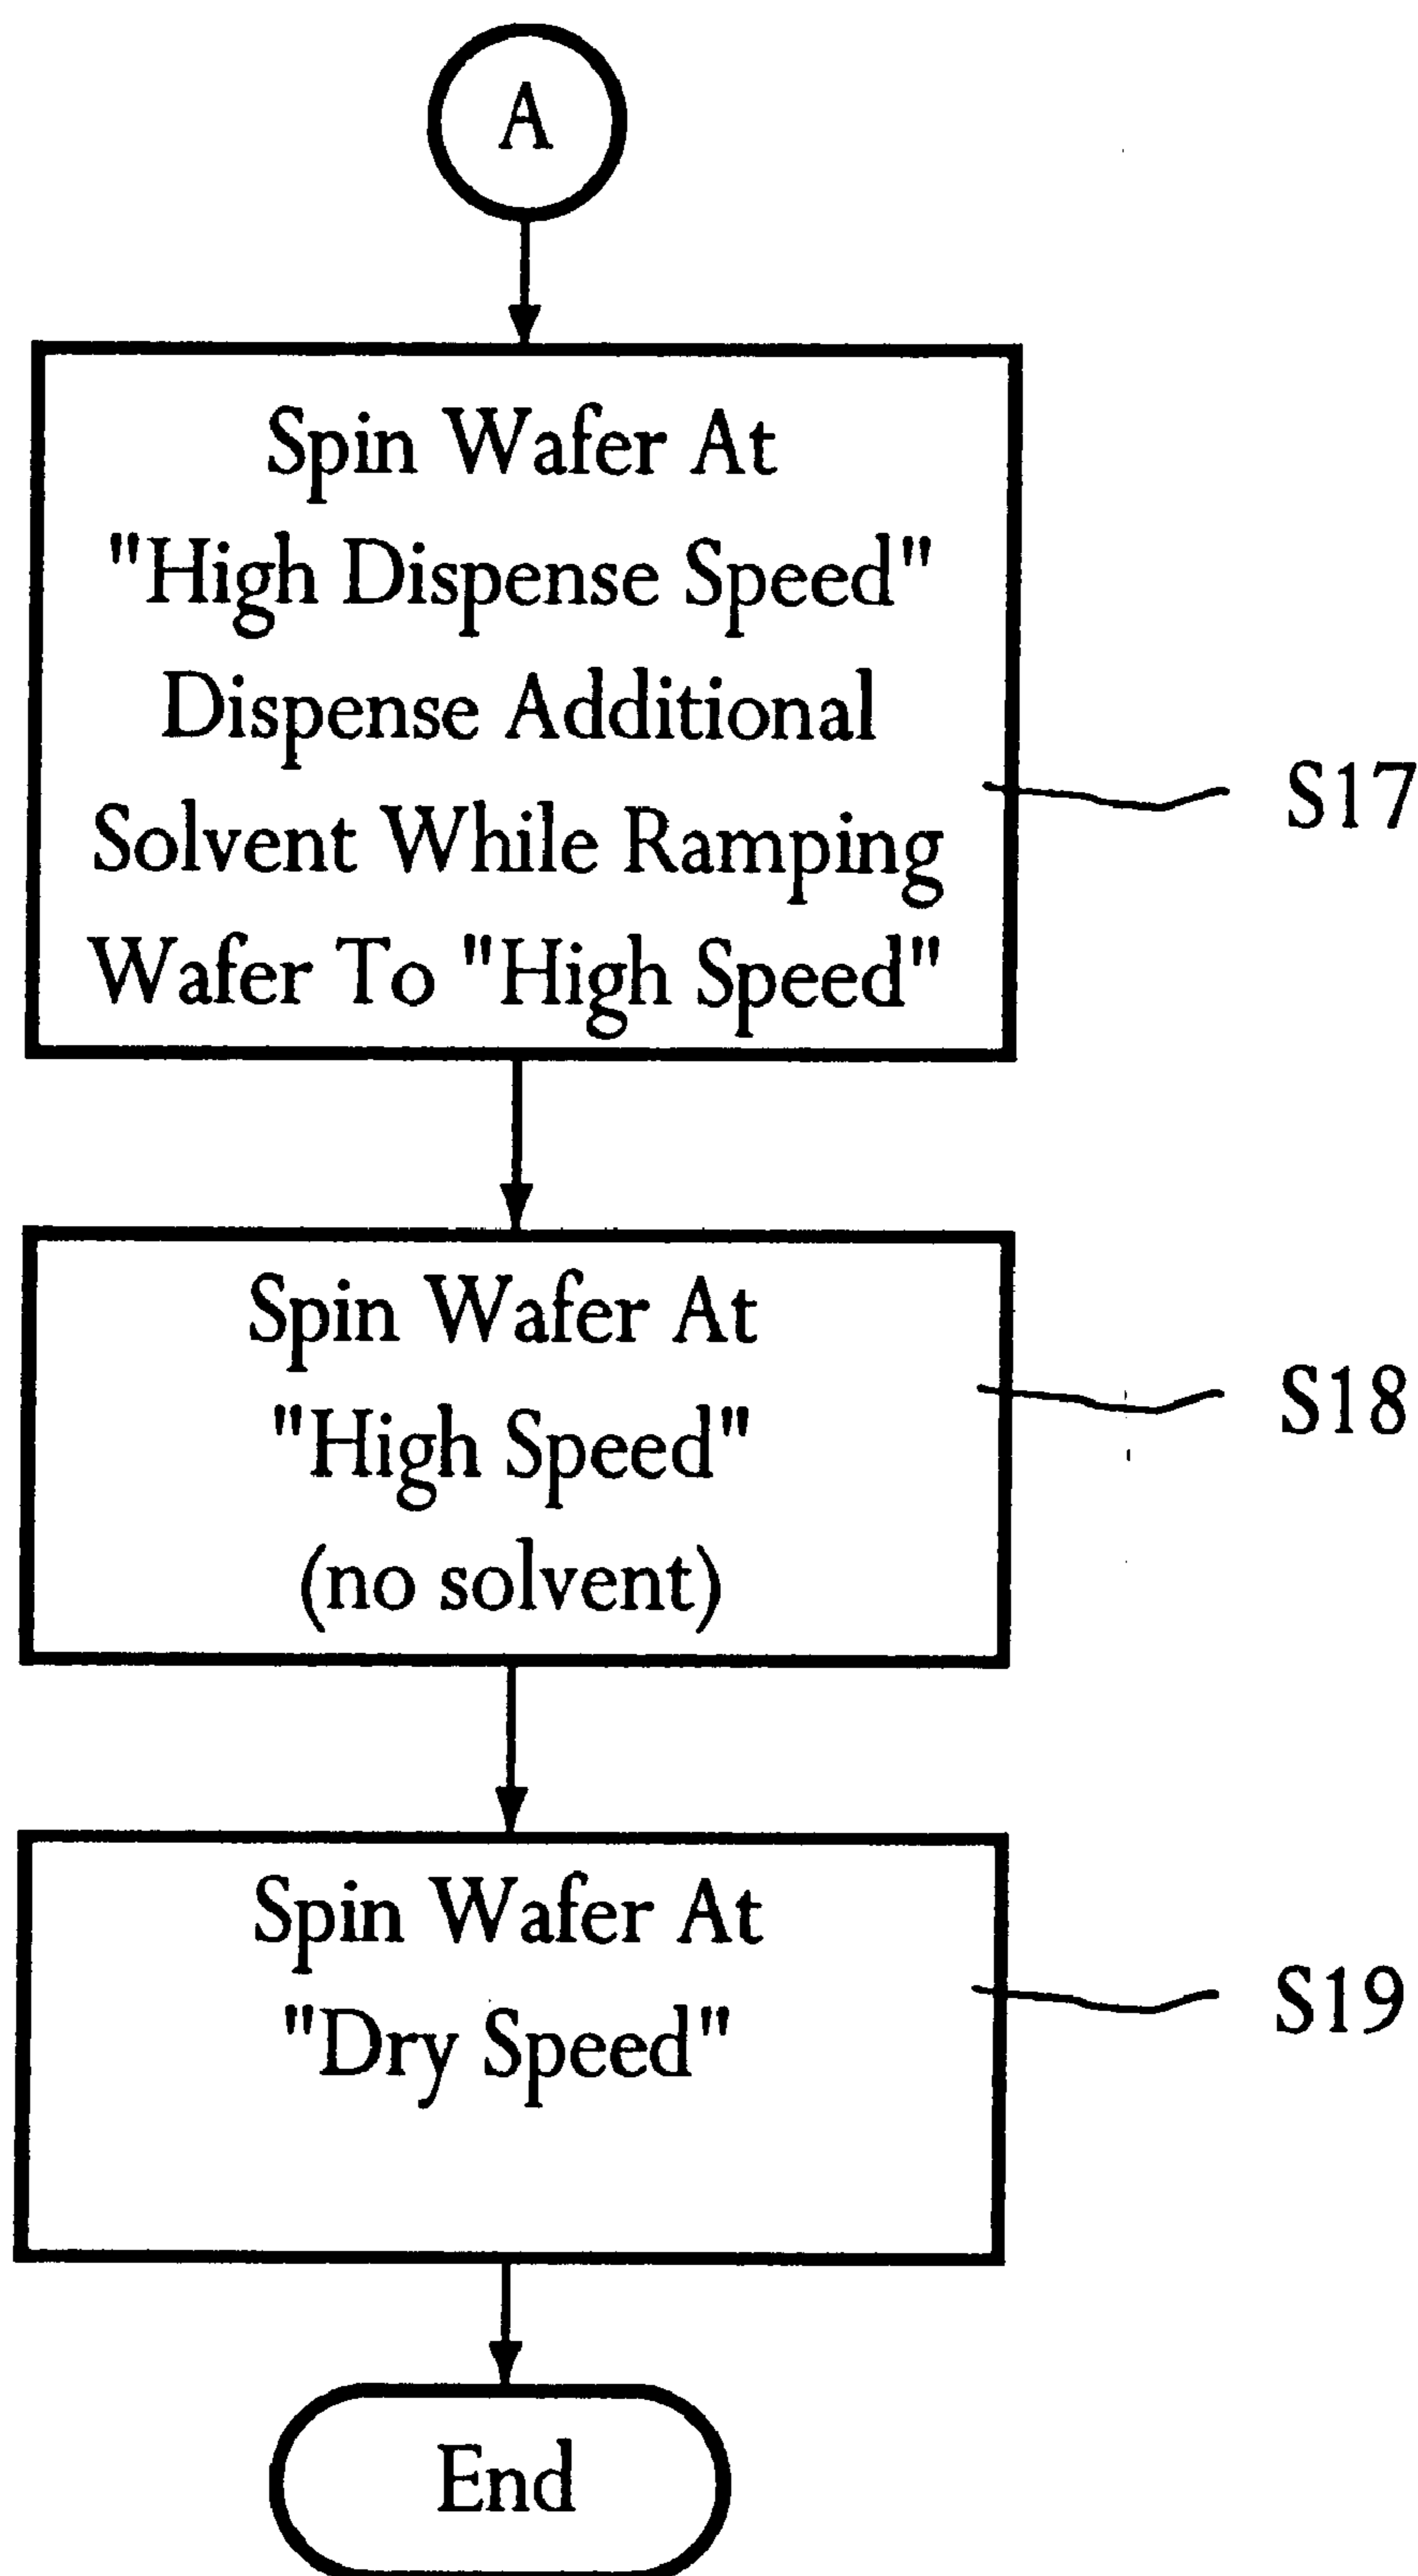 A
Spin Wafer At
"High Dispense Speed"
Dispense Additional
Solvent While Ramping
Wafer To "High Speed"
S17
Spin Wafer At
"High Speed"
(no solvent)
S18
Spin Wafer At
"Dry Speed"
S19
End